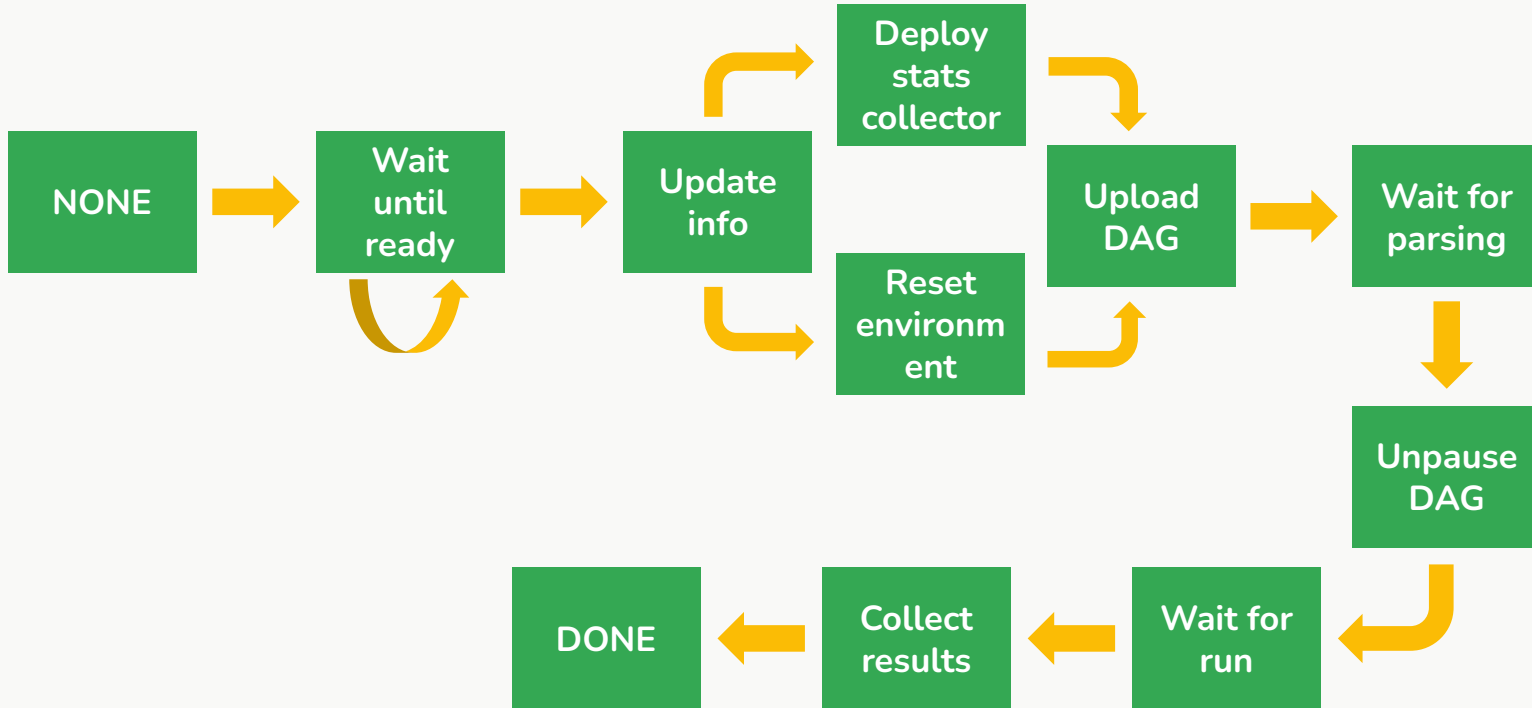 NONE
Wait
until
ready
Update
info
Deploy
stats
collector
Reset
environm
ent
Upload
DAG
Wait for
parsing
Unpause
DAG
Wait for
run
Collect
results
DONE